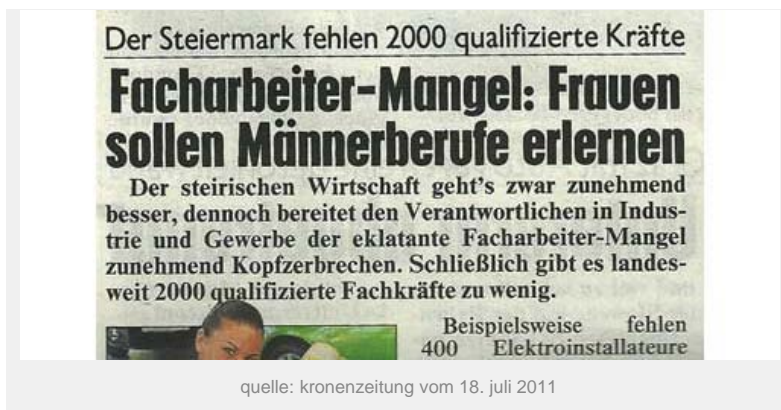 Der Steiermark fehlen 2000 qualifizierte Kräfte
Facharbeiter-Mangel: Frauen
sollen Männerberufe erlernen
Der steirischen Wirtschaft geht's zwar zunehmend
besser, dennoch bereitet den Verantwortlichen in Indus-
trie und Gewerbe der eklatante Facharbeiter-Mangel
zunehmend Kopfzerbrechen. Schließlich gibt es landes-
weit 2000 qualifizierte Fachkräfte zu wenig.
Beispielsweise fehlen
400 Elektroinstallateure
quelle: kronenzeitung vom 18. juli 2011